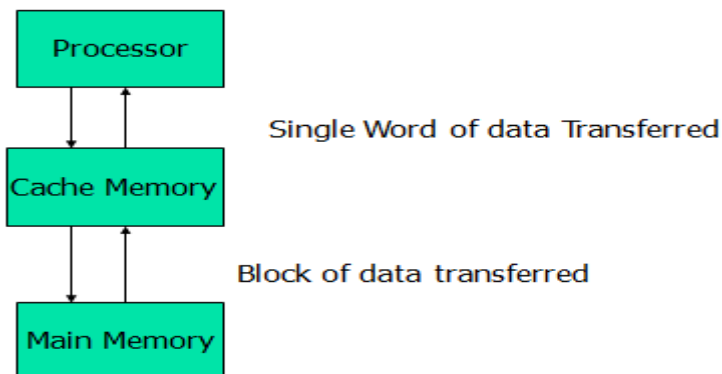 Processor
Single Word of data Transferred
Cache Memory
Block of data transferred
Main Memory